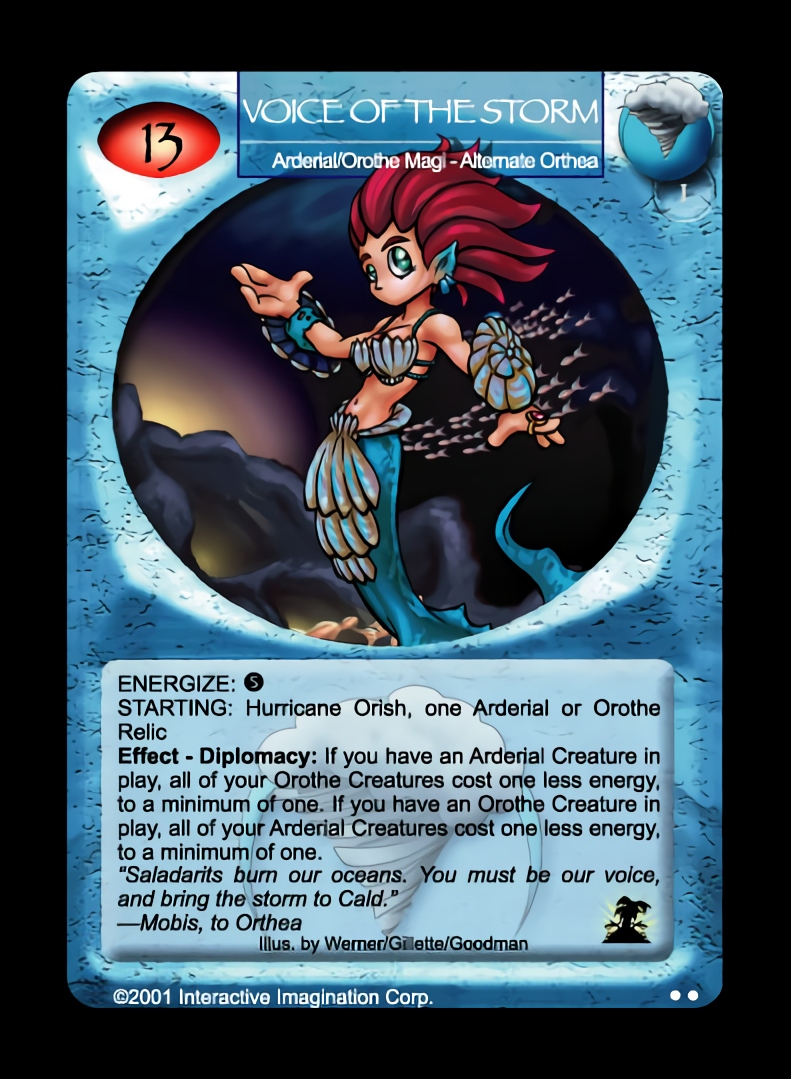 VOICE OF THE STORM
13
Arderial/Orothe Magi - Alternate Orthea
1
ENERGIZE: 5
STARTING: Hurricane Orish, one Arderial or Orothe
Relic
Effect - Diplomacy: If you have an Arderial Creature in
play, all of your Orothe Creatures cost one less energy,
to a minimum of one. If you have an Orothe Creature in
play, all of your Arderial Creatures cost one less energy,
to a minimum of one.
"Saladarits burn our oceans. You must be our voice,
and bring the storm to Cald."
—Mobis, to Orthea
Illus. by Werner/Gillette/Goodman
©2001 Interactive Imagination Corp.